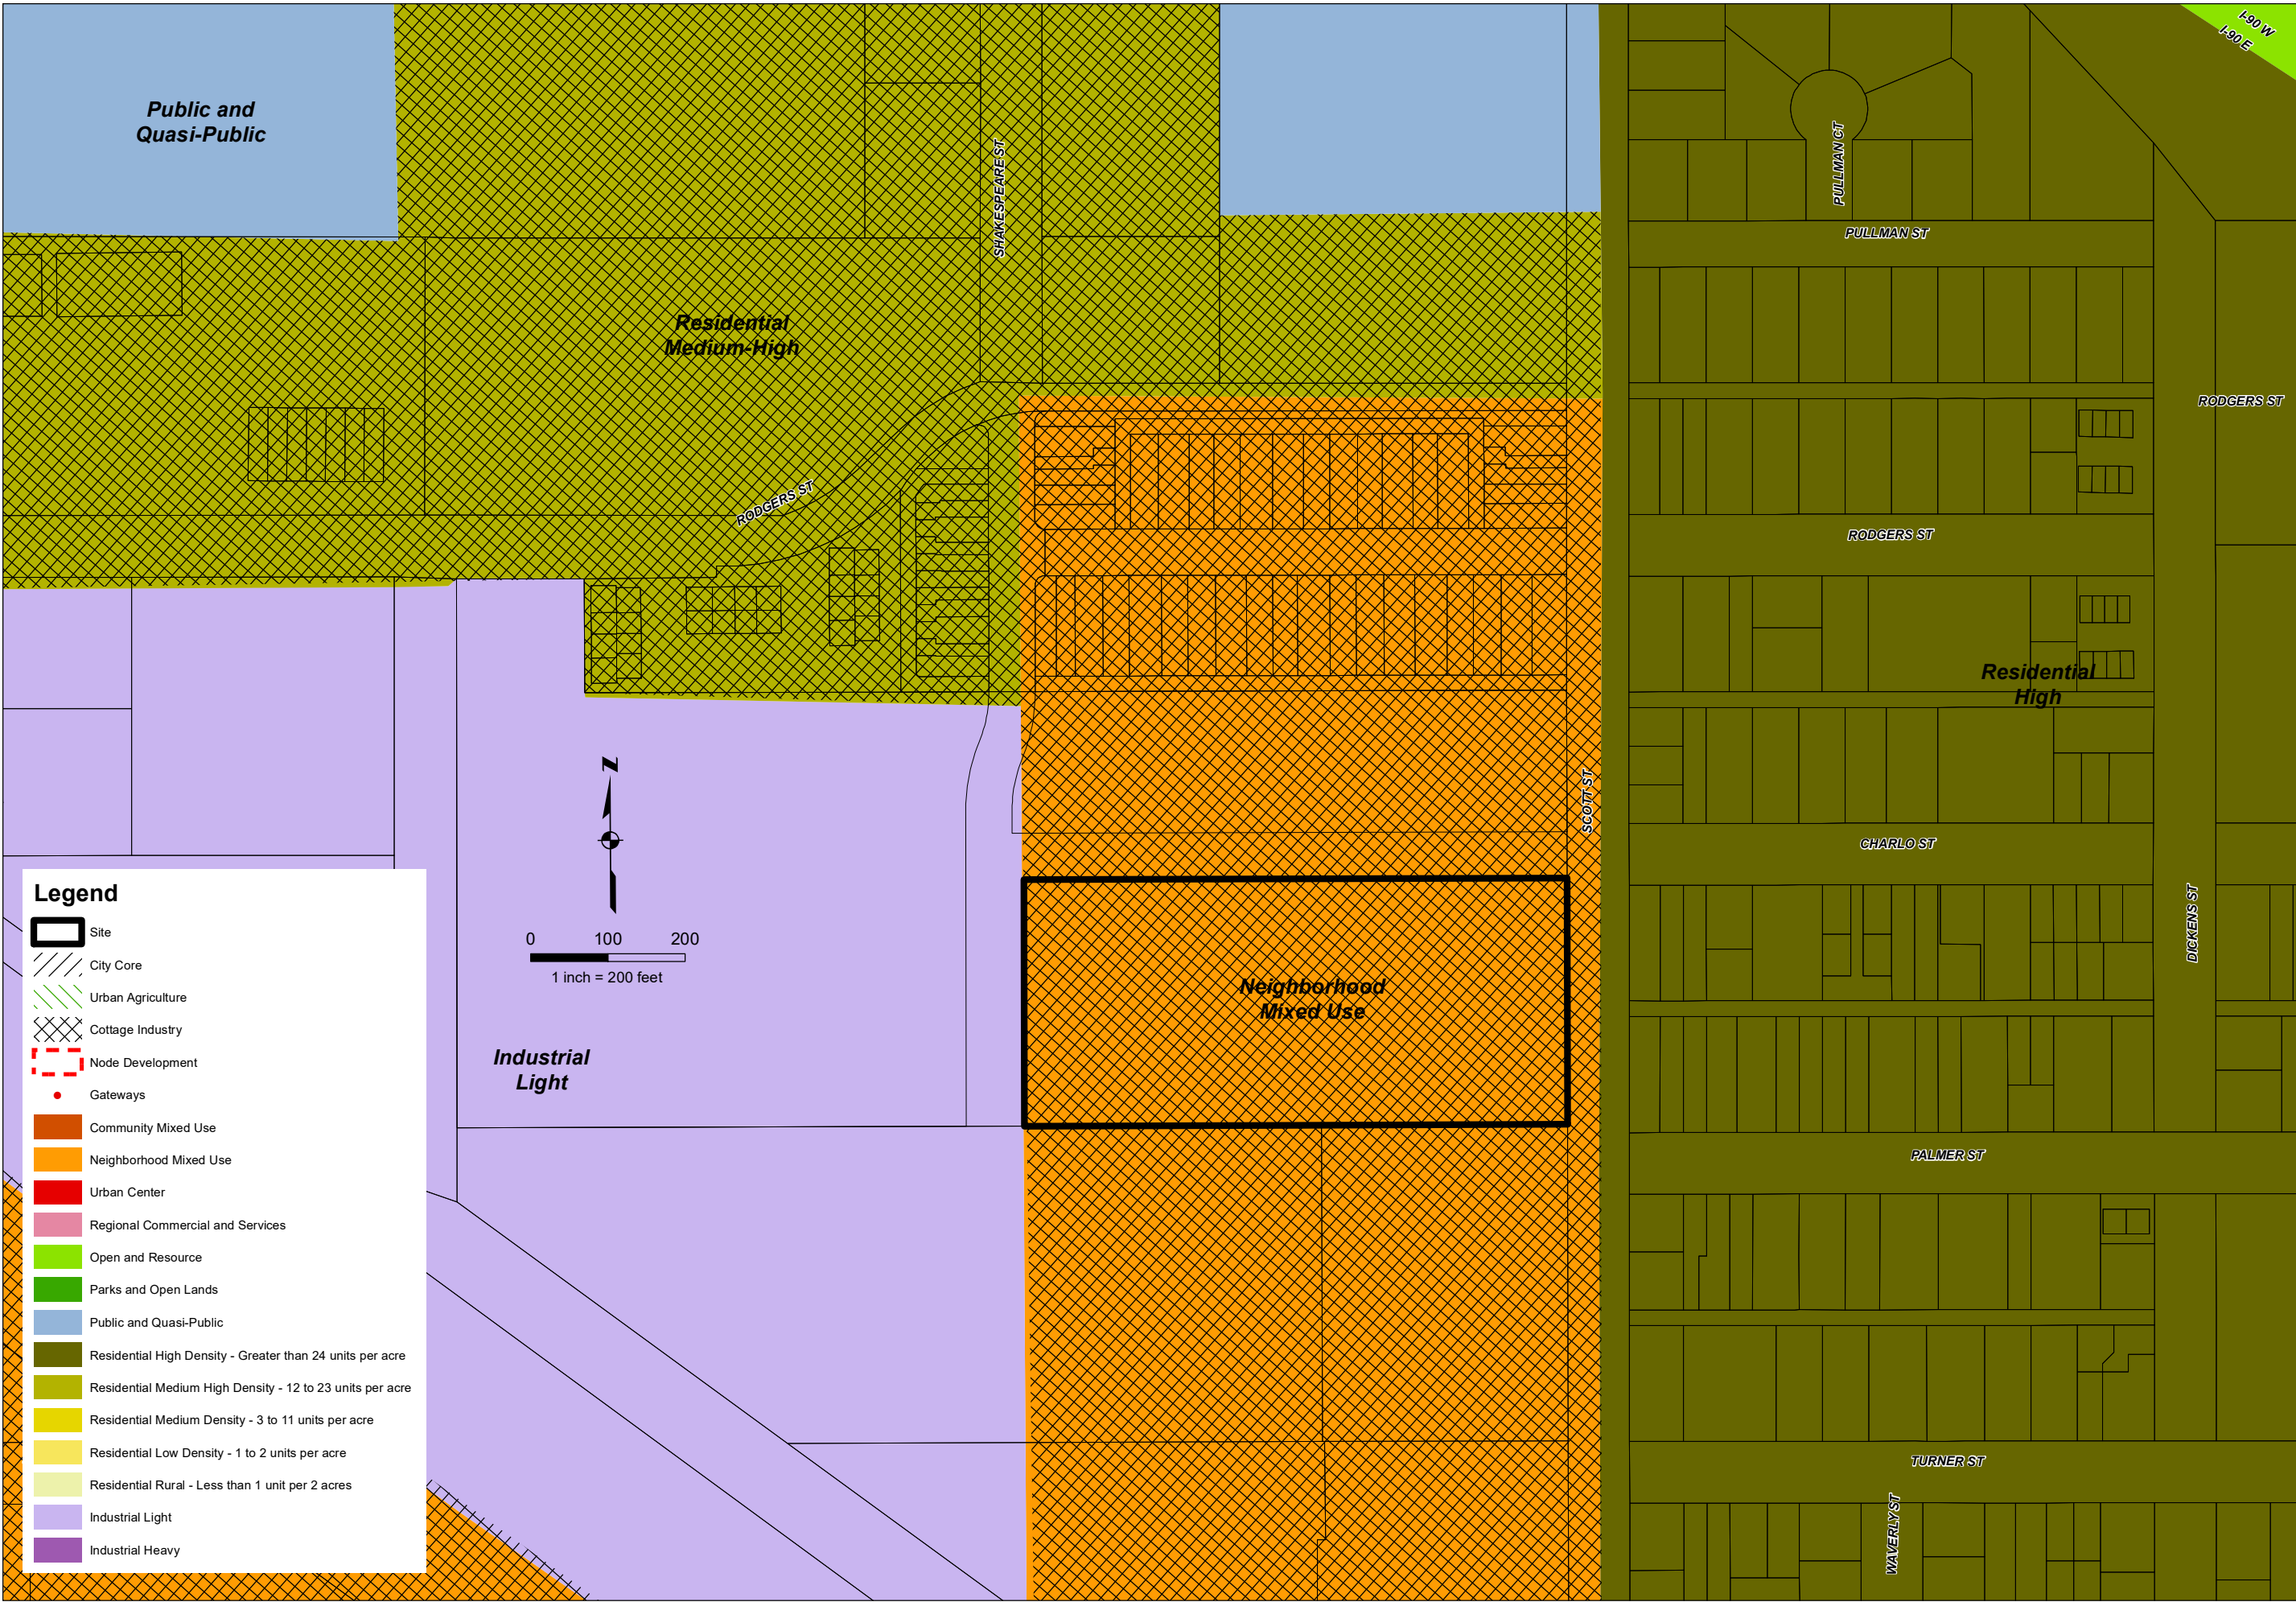 I-90 W
I-90 E
Public and
Quasi-Public
SHAKESPEARE ST
PULLMAN CT
PULLMAN ST
Residential
Medium-High
RODGERS ST
RODGERS ST
RODGERS ST
Residential
High
SCOTT ST
CHARLO ST
DICKENS ST
N
0 100 200
1 inch = 200 feet
Neighborhood
Mixed Use
Industrial
Light
PALMER ST
TURNER ST
WAVERLY ST
Legend
Site
City Core
Urban Agriculture
Cottage Industry
Node Development
Gateways
Community Mixed Use
Neighborhood Mixed Use
Urban Center
Regional Commercial and Services
Open and Resource
Parks and Open Lands
Public and Quasi-Public
Residential High Density - Greater than 24 units per acre
Residential Medium High Density - 12 to 23 units per acre
Residential Medium Density - 3 to 11 units per acre
Residential Low Density - 1 to 2 units per acre
Residential Rural - Less than 1 unit per 2 acres
Industrial Light
Industrial Heavy